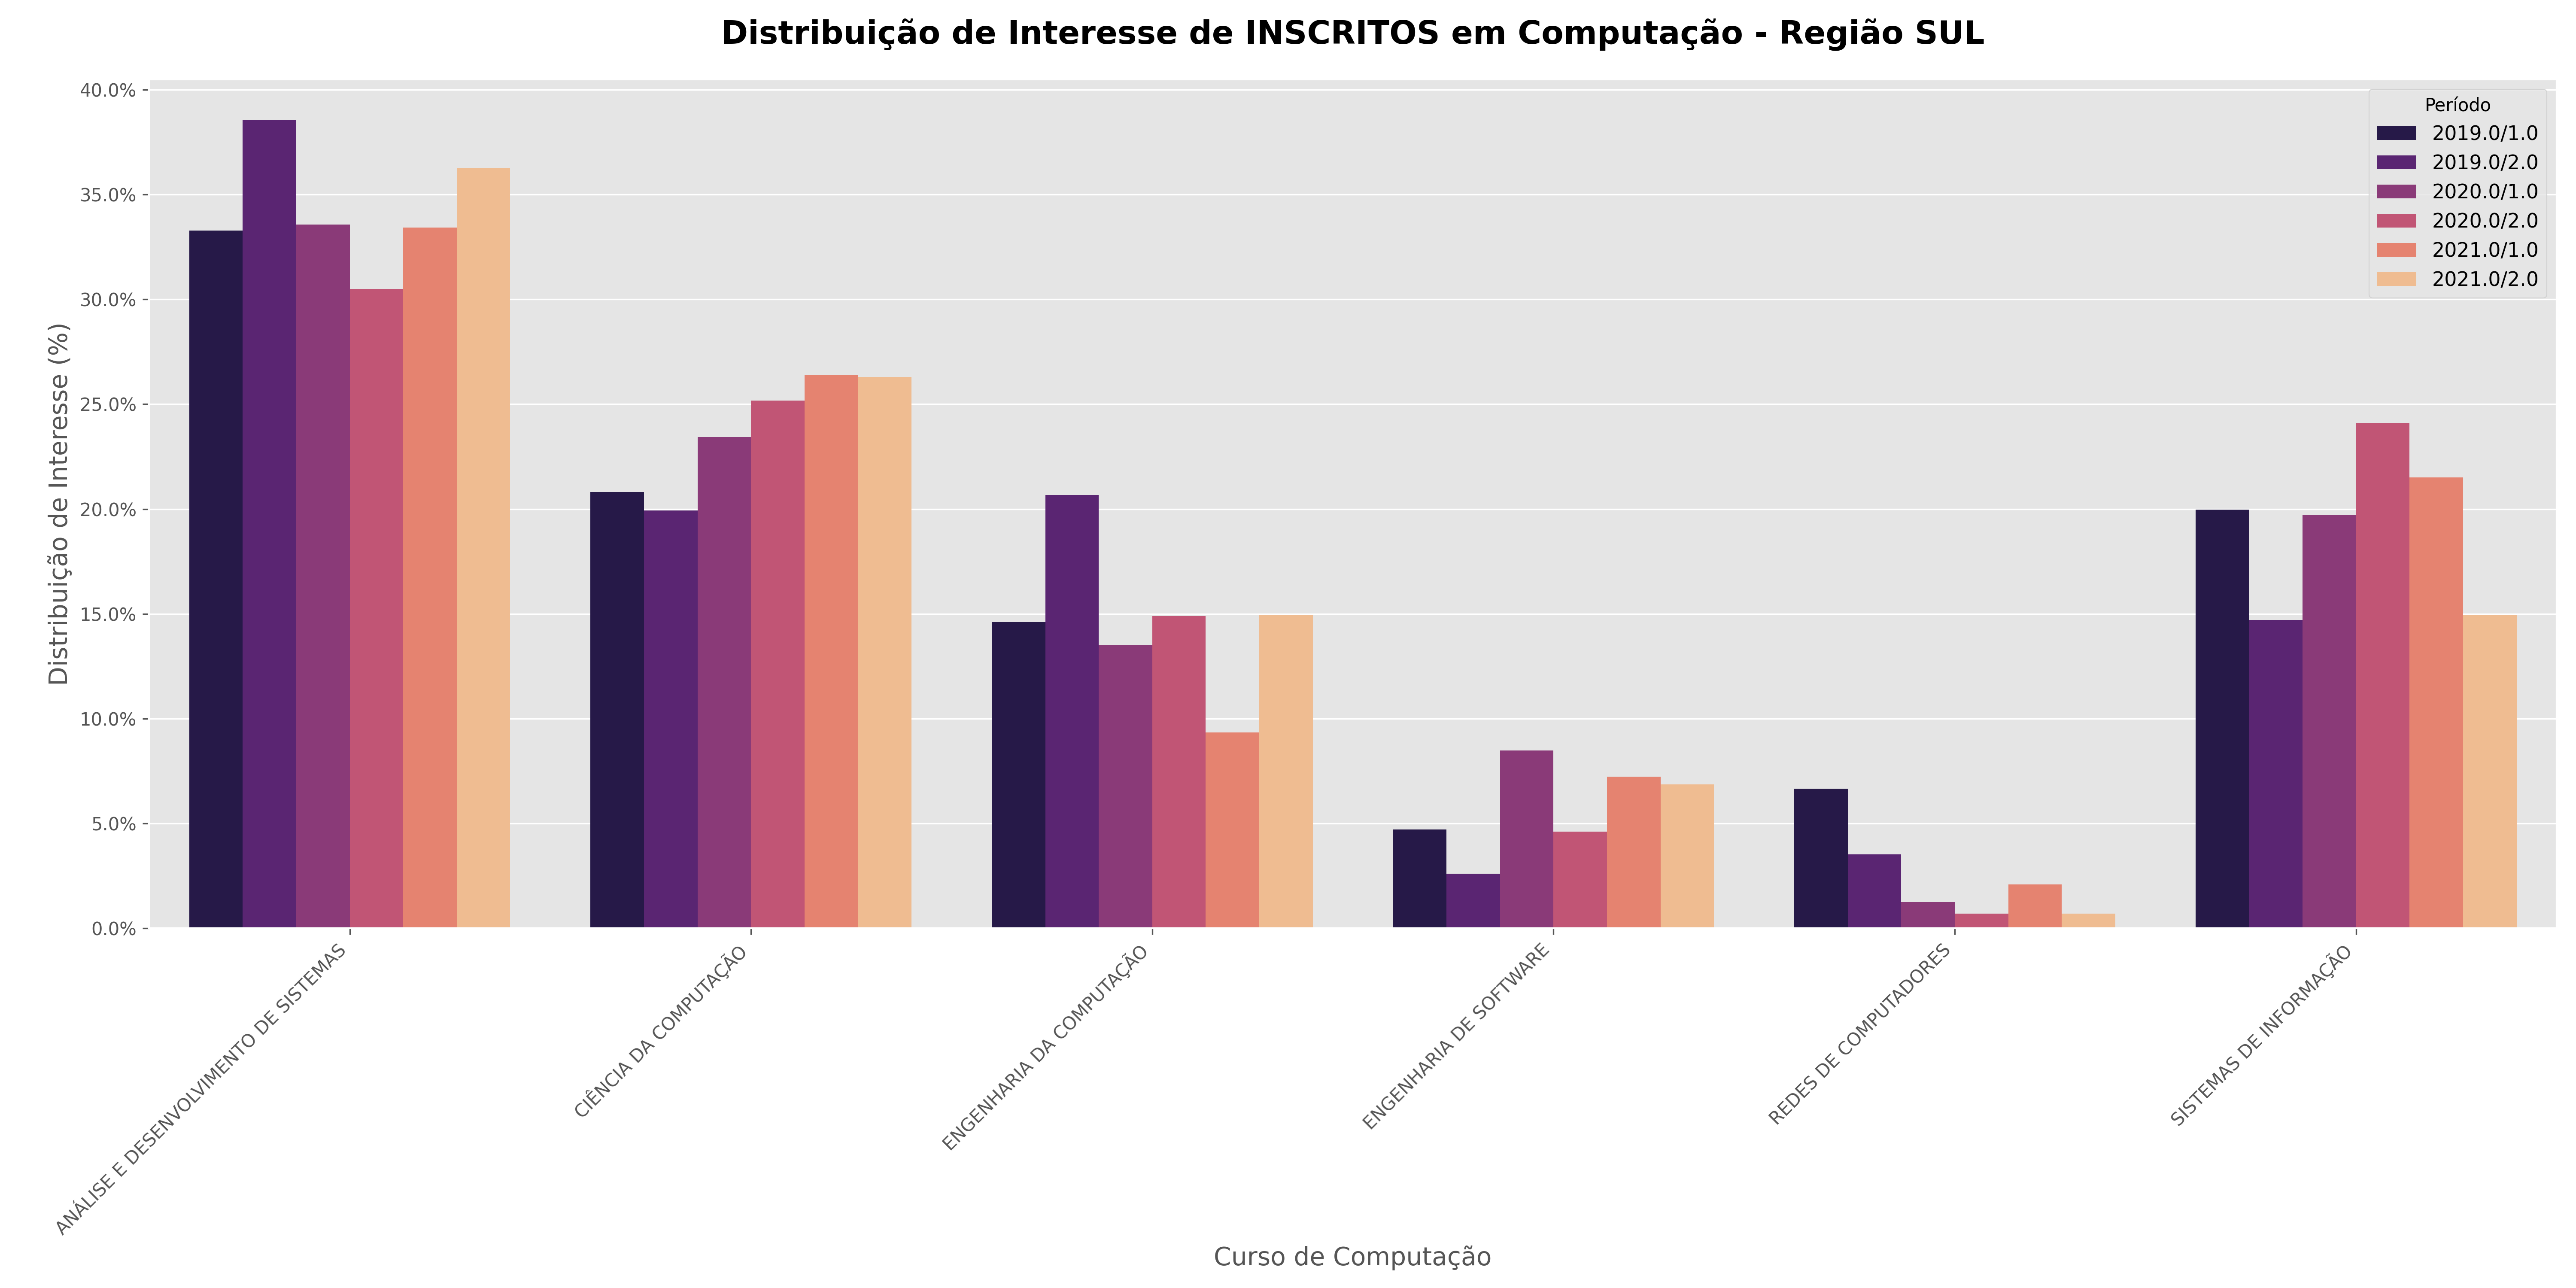 Distribuição de Interesse de INSCRITOS em Computação - Região SUL
Distribuição de Interesse (%)
40.0%
35.0%
30.0%
25.0%
20.0%
15.0%
10.0%
5.0%
0.0%
Período
2019.0/1.0
2019.0/2.0
2020.0/1.0
2020.0/2.0
2021.0/1.0
2021.0/2.0
ANÁLISE E DESENVOLVIMENTO DE SISTEMAS
CIÊNCIA DA COMPUTAÇÃO
ENGENHARIA DA COMPUTAÇÃO
ENGENHARIA DE SOFTWARE
REDES DE COMPUTADORES
SISTEMAS DE INFORMAÇÃO
Curso de Computação